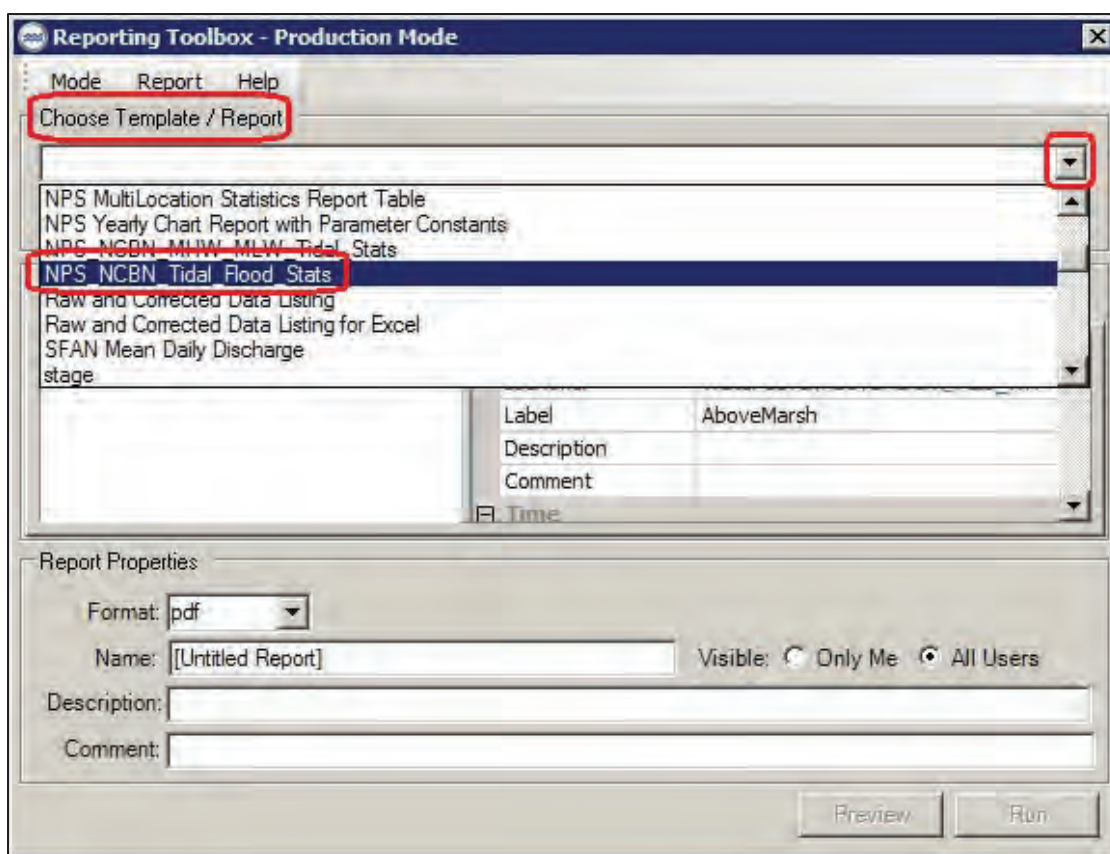 Reporting Toolbox - Production Mode
Mode Report Help
Choose Template / Report
NPS MultiLocation Statistics Report Table
NPS Yearly Chart Report with Parameter Constants
NPS_NCBN_MHW_MLW_Tidal_Stats
NPS_NCBN_Tidal_Flood_Stats
Raw and Corrected Data Listing
Raw and Corrected Data Listing for Excel
SFAN Mean Daily Discharge
stage
Label AboveMarsh
Description
Comment
Time
Report Properties
Format: pdf
Name: [Untitled Report] Visible: Only Me All Users
Description:
Comment:
Preview Run